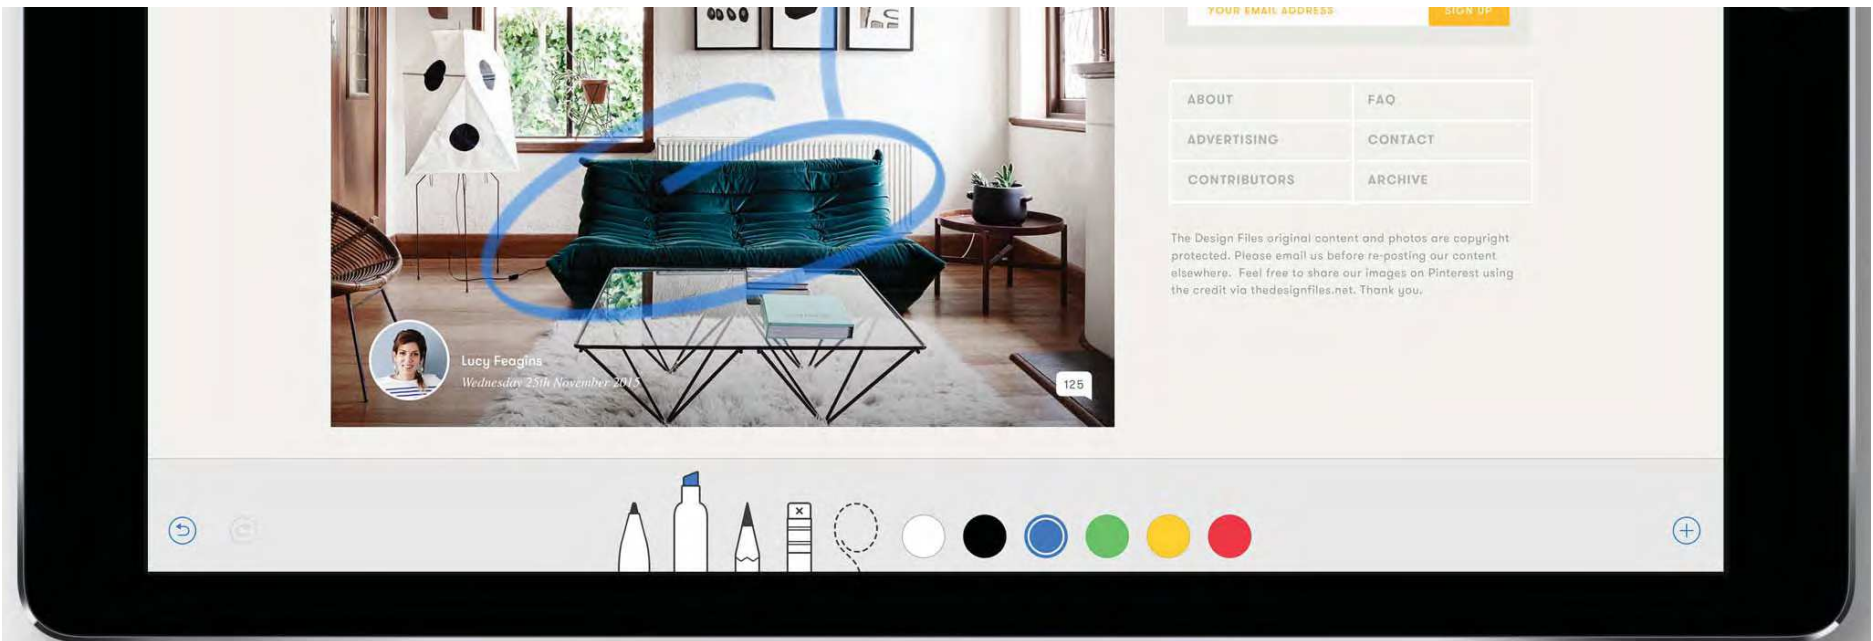 YOUR EMAIL ADDRESS
SIGN UP
ABOUT
FAQ
ADVERTISING
CONTACT
CONTRIBUTORS
ARCHIVE
The Design Files original content and photos are copyright
protected. Please email us before re-posting our content
elsewhere. Feel free to share our images on Pinterest using
the credit via thedesignfiles.net. Thank you.
Lucy Feagins
Wednesday 25th November 2015
125